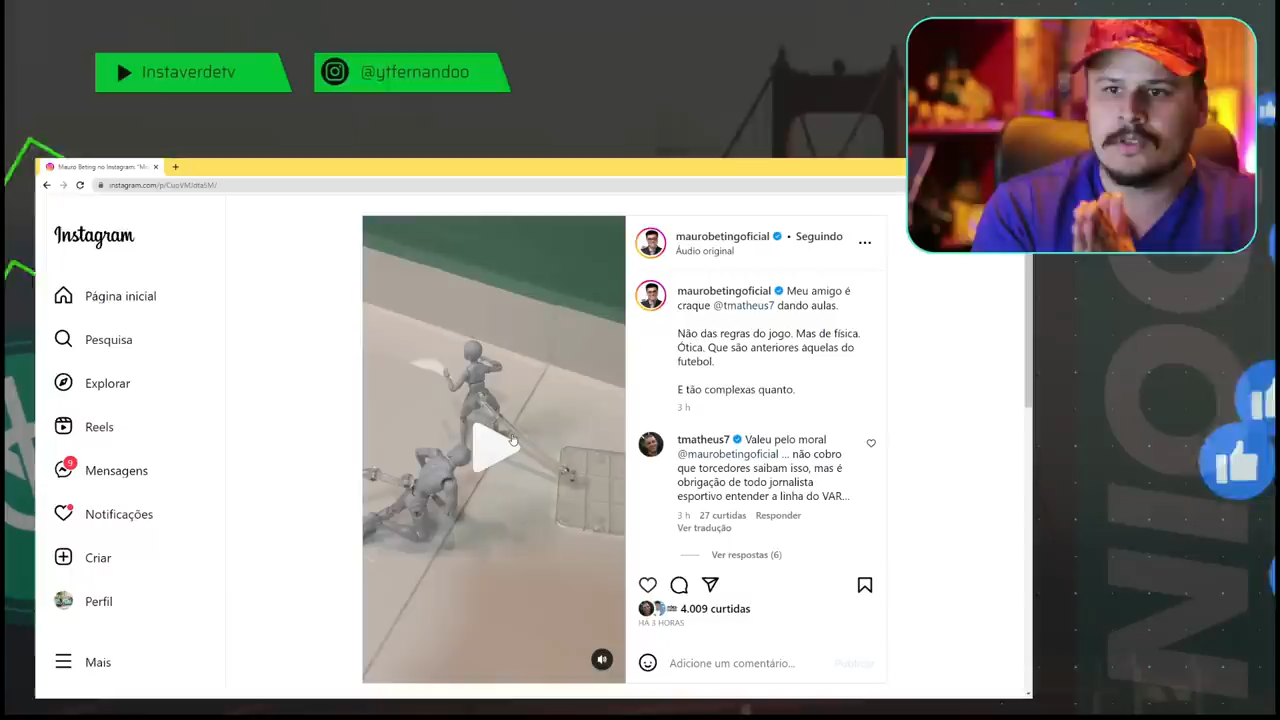 Instaverdetv
@ytfernandoo
Mauro Beting no Instagram: "M
instagram.com/p/CuoVMJdtaSM/
Instagram
Página inicial
Pesquisa
Explorar
Reels
9
Mensagens
Notificações
Criar
Perfil
Mais
maurobetingoficial • Seguindo
Áudio original
maurobetingoficial Meu amigo é
craque @tmatheus7 dando aulas.
Não das regras do jogo. Mas de física.
Ótica. Que são anteriores àquelas do
futebol.
E tão complexas quanto.
3 h
tmatheus7 Valeu pelo moral
@maurobetingoficial ... não cobro
que torcedores saibam isso, mas é
obrigação de todo jornalista
esportivo entender a linha do VAR...
3 h 27 curtidas Responder
Ver tradução
Ver respostas (6)
4.009 curtidas
HÁ 3 HORAS
Adicione um comentário...
Publicar